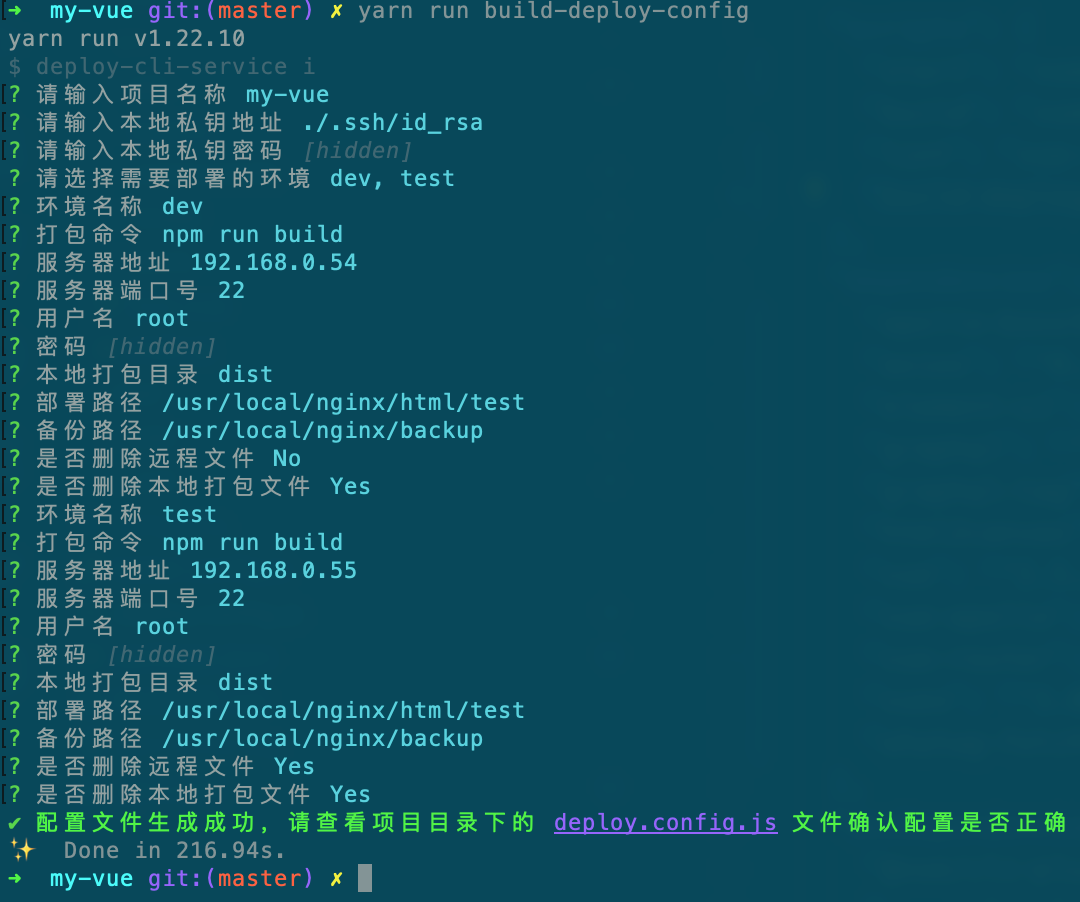 ➜ my-vue git:(master) ✗ yarn run build-deploy-config
yarn run v1.22.10
$ deploy-cli-service i
? 请输入项目名称 my-vue
? 请输入本地私钥地址 ./.ssh/id_rsa
? 请输入本地私钥密码 [hidden]
? 请选择需要部署的环境 dev, test
? 环境名称 dev
? 打包命令 npm run build
? 服务器地址 192.168.0.54
? 服务器端口号 22
? 用户名 root
? 密码 [hidden]
? 本地打包目录 dist
? 部署路径 /usr/local/nginx/html/test
? 备份路径 /usr/local/nginx/backup
? 是否删除远程文件 No
? 是否删除本地打包文件 Yes
? 环境名称 test
? 打包命令 npm run build
? 服务器地址 192.168.0.55
? 服务器端口号 22
? 用户名 root
? 密码 [hidden]
? 本地打包目录 dist
? 部署路径 /usr/local/nginx/html/test
? 备份路径 /usr/local/nginx/backup
? 是否删除远程文件 Yes
? 是否删除本地打包文件 Yes
✔ 配置文件生成成功, 请查看项目目录下的 deploy.config.js 文件确认配置是否正确
✨ Done in 216.94s.
➜ my-vue git:(master) ✗